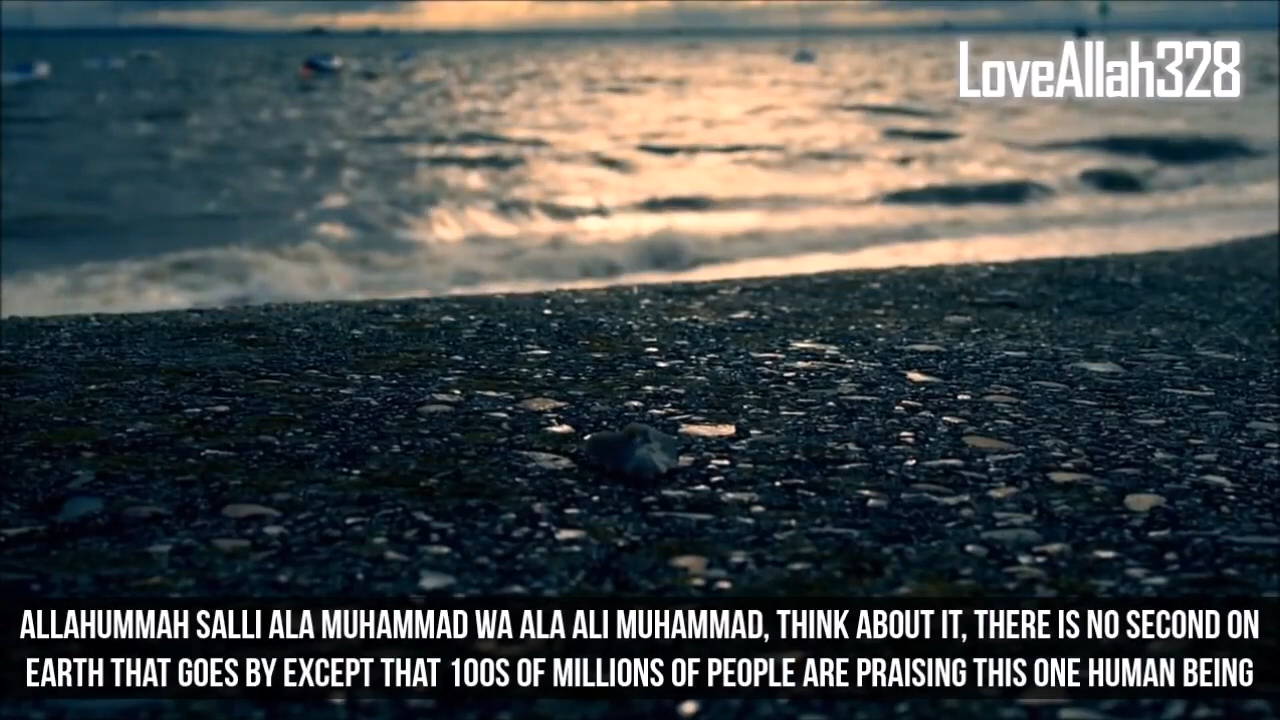 LoveAllah328
ALLAHUMMAH SALLI ALA MUHAMMAD WA ALA ALI MUHAMMAD, THINK ABOUT IT, THERE IS NO SECOND ON
EARTH THAT GOES BY EXCEPT THAT 100S OF MILLIONS OF PEOPLE ARE PRAISING THIS ONE HUMAN BEING